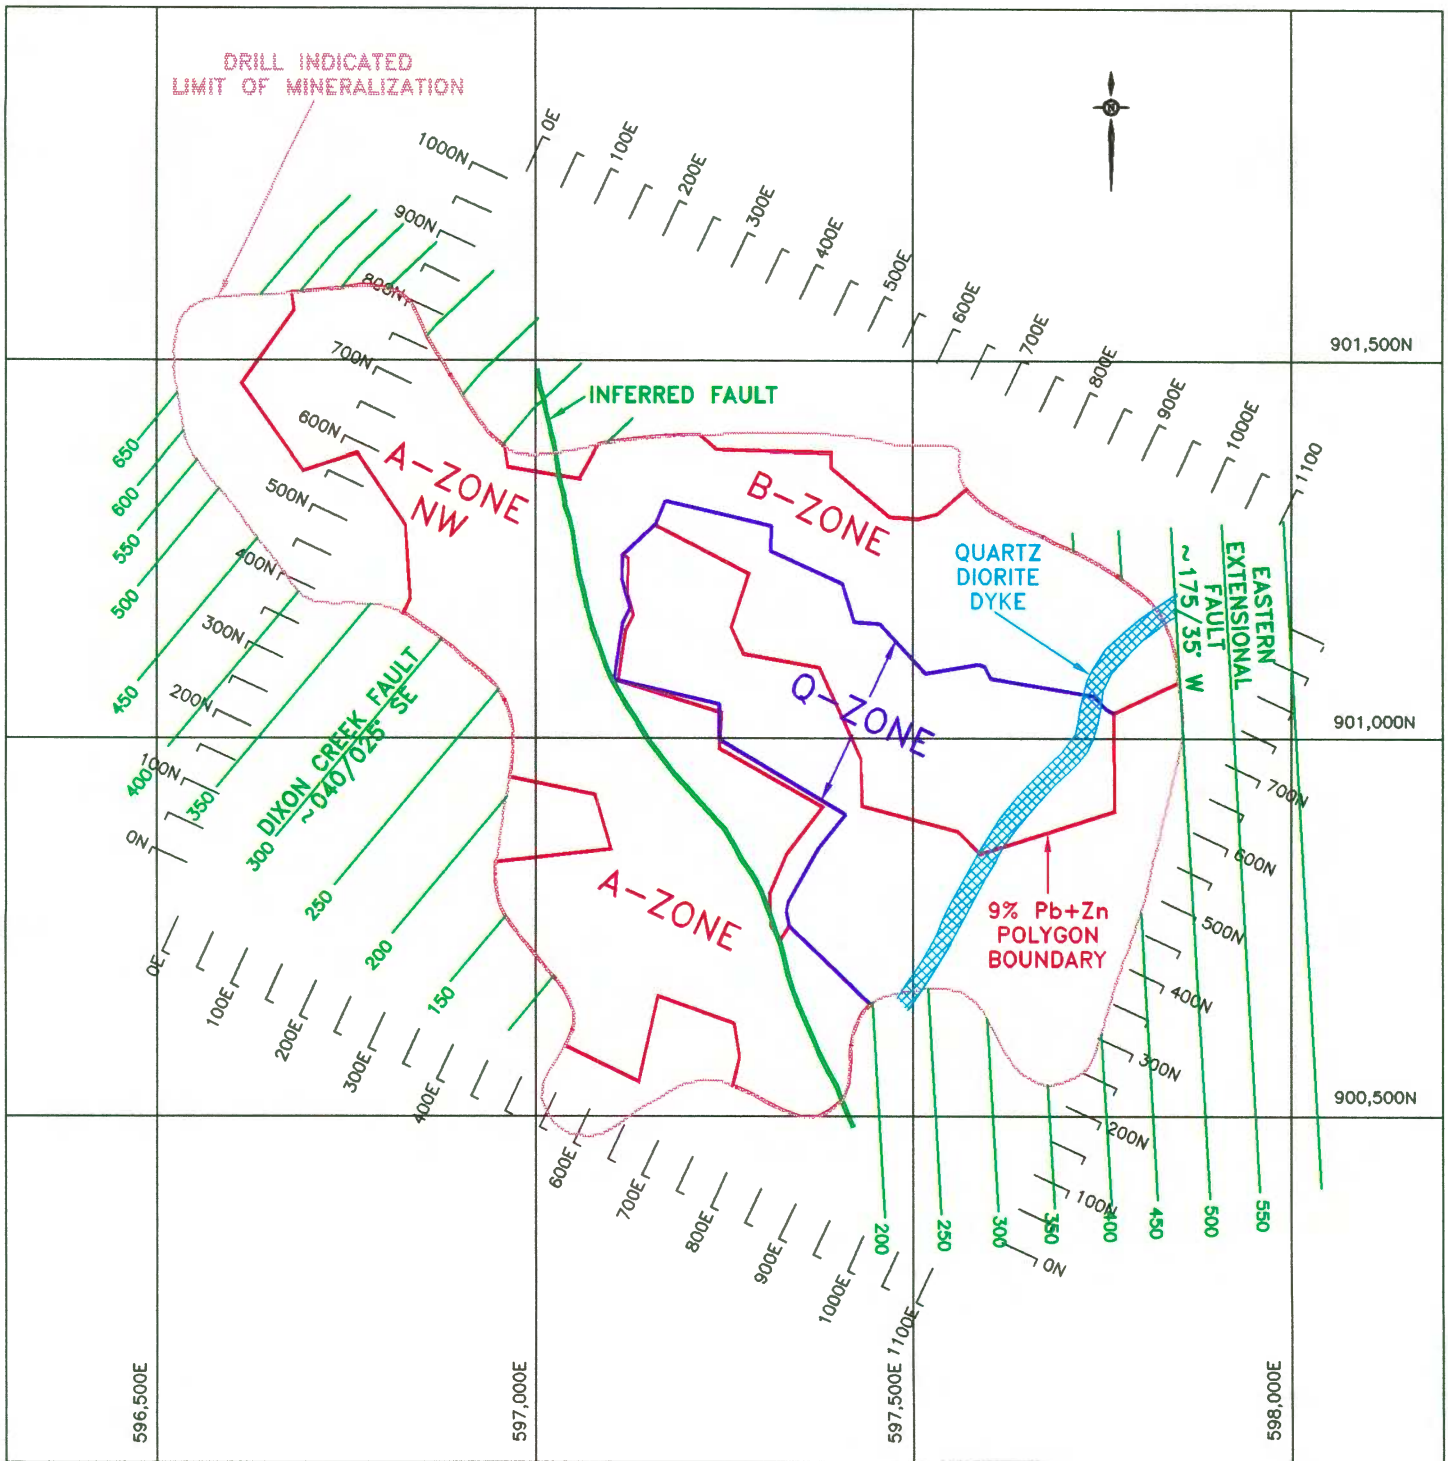 DRILL INDICATED
LIMIT OF MINERALIZATION
N
1000N
900N
800N
700N
600N
500N
400N
300N
200N
100N
0N
0E
100E
200E
300E
400E
500E
600E
700E
800E
900E
1000E
1100
901,500N
901,000N
900,500N
INFERRED FAULT
A-ZONE
NW
B-ZONE
QUARTZ
DIORITE
DYKE
EASTERN
EXTENSIONAL
FAULT
~175/35° W
Q-ZONE
DIXON CREEK FAULT
~040/025° SE
A-ZONE
9% Pb+Zn
POLYGON
BOUNDARY
650
600
550
500
450
400
350
300
250
200
150
700N
600N
500N
400N
300N
200N
100N
0N
0E
100E
200E
300E
400E
600E
700E
800E
900E
1000E
1100E
200
250
300
350
400
450
500
550
596,500E
597,000E
597,500E
598,000E